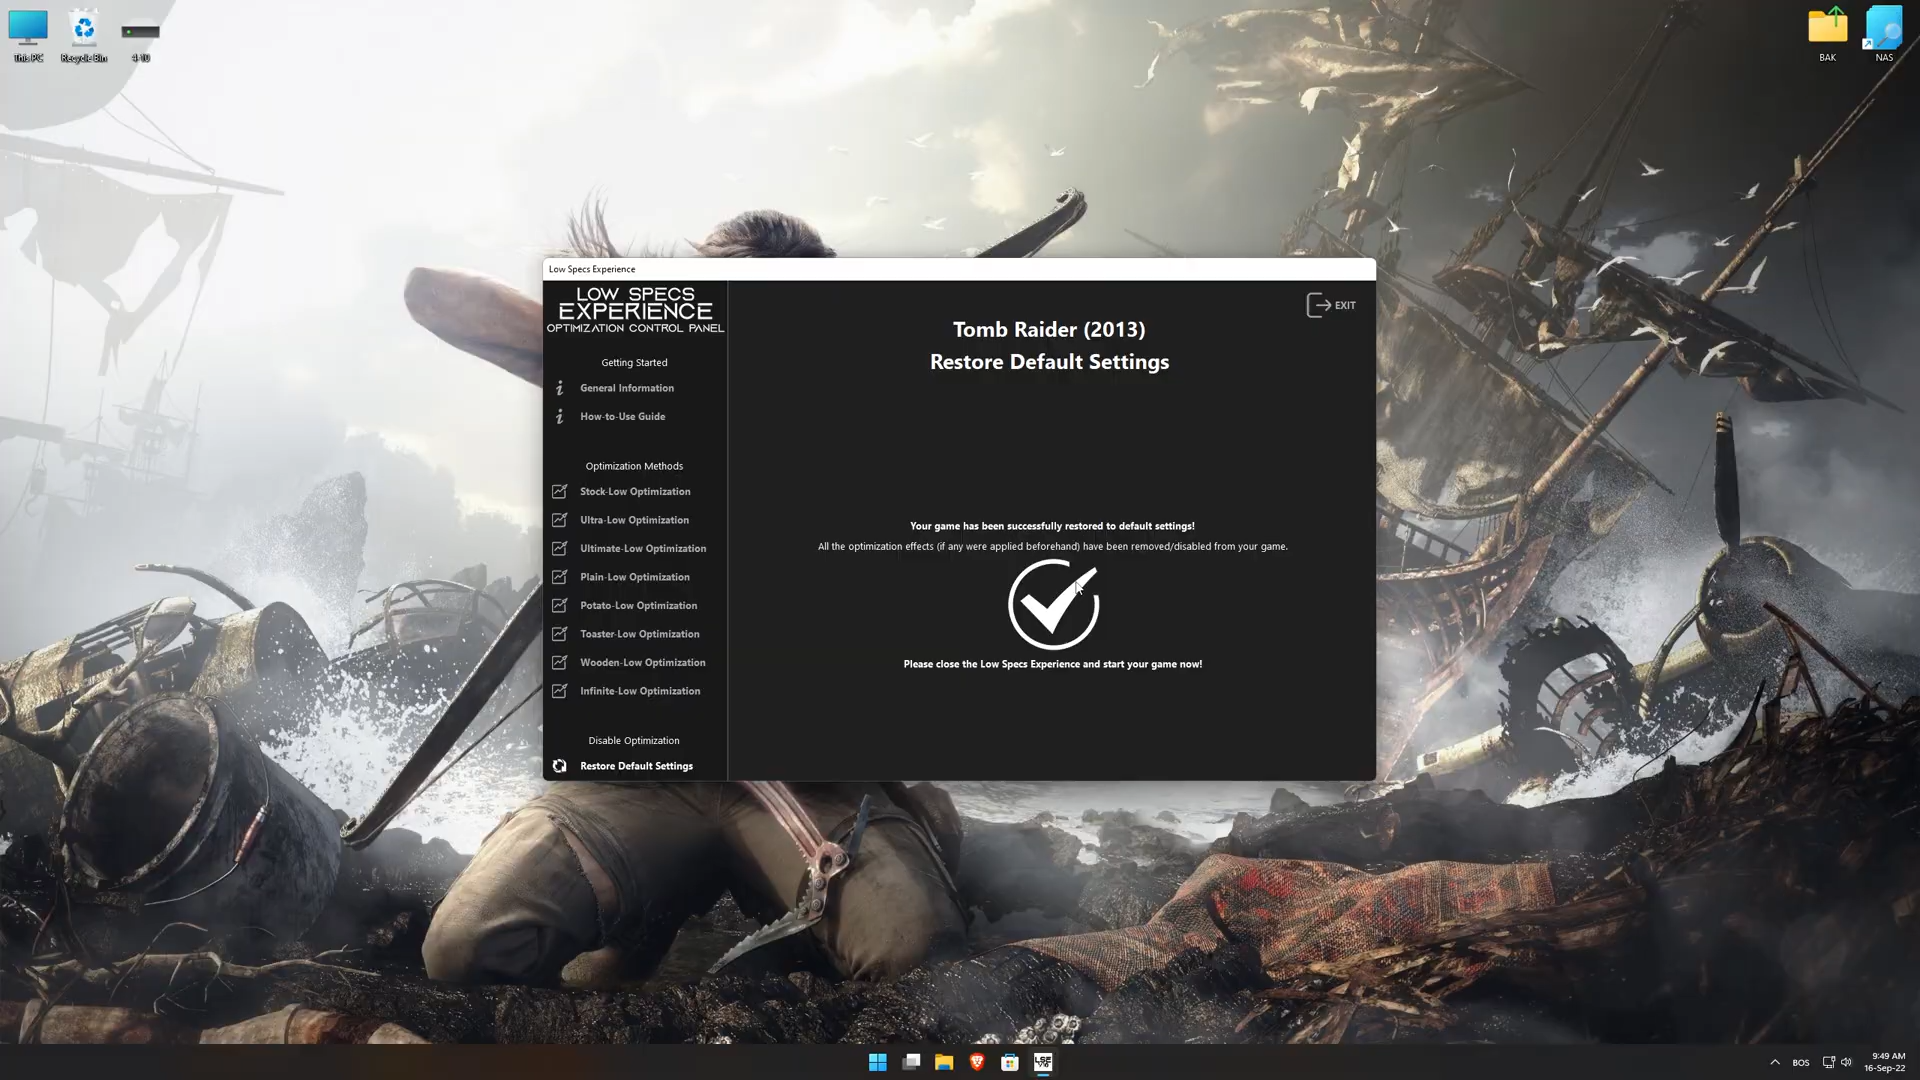 This PC
Recycle Bin
4-10
BAK
NAS
Low Specs Experience
LOW SPECS
EXPERIENCE
OPTIMIZATION CONTROL PANEL
Getting Started
General Information
How-to-Use Guide
Optimization Methods
Stock-Low Optimization
Ultra-Low Optimization
Ultimate-Low Optimization
Plain-Low Optimization
Potato-Low Optimization
Toaster-Low Optimization
Wooden-Low Optimization
Infinite-Low Optimization
Disable Optimization
Restore Default Settings
EXIT
Tomb Raider (2013)
Restore Default Settings
Your game has been successfully restored to default settings!
All the optimization effects (if any were applied beforehand) have been removed/disabled from your game.
Please close the Low Specs Experience and start your game now!
LSE
BOS
9:49 AM
16-Sep-22